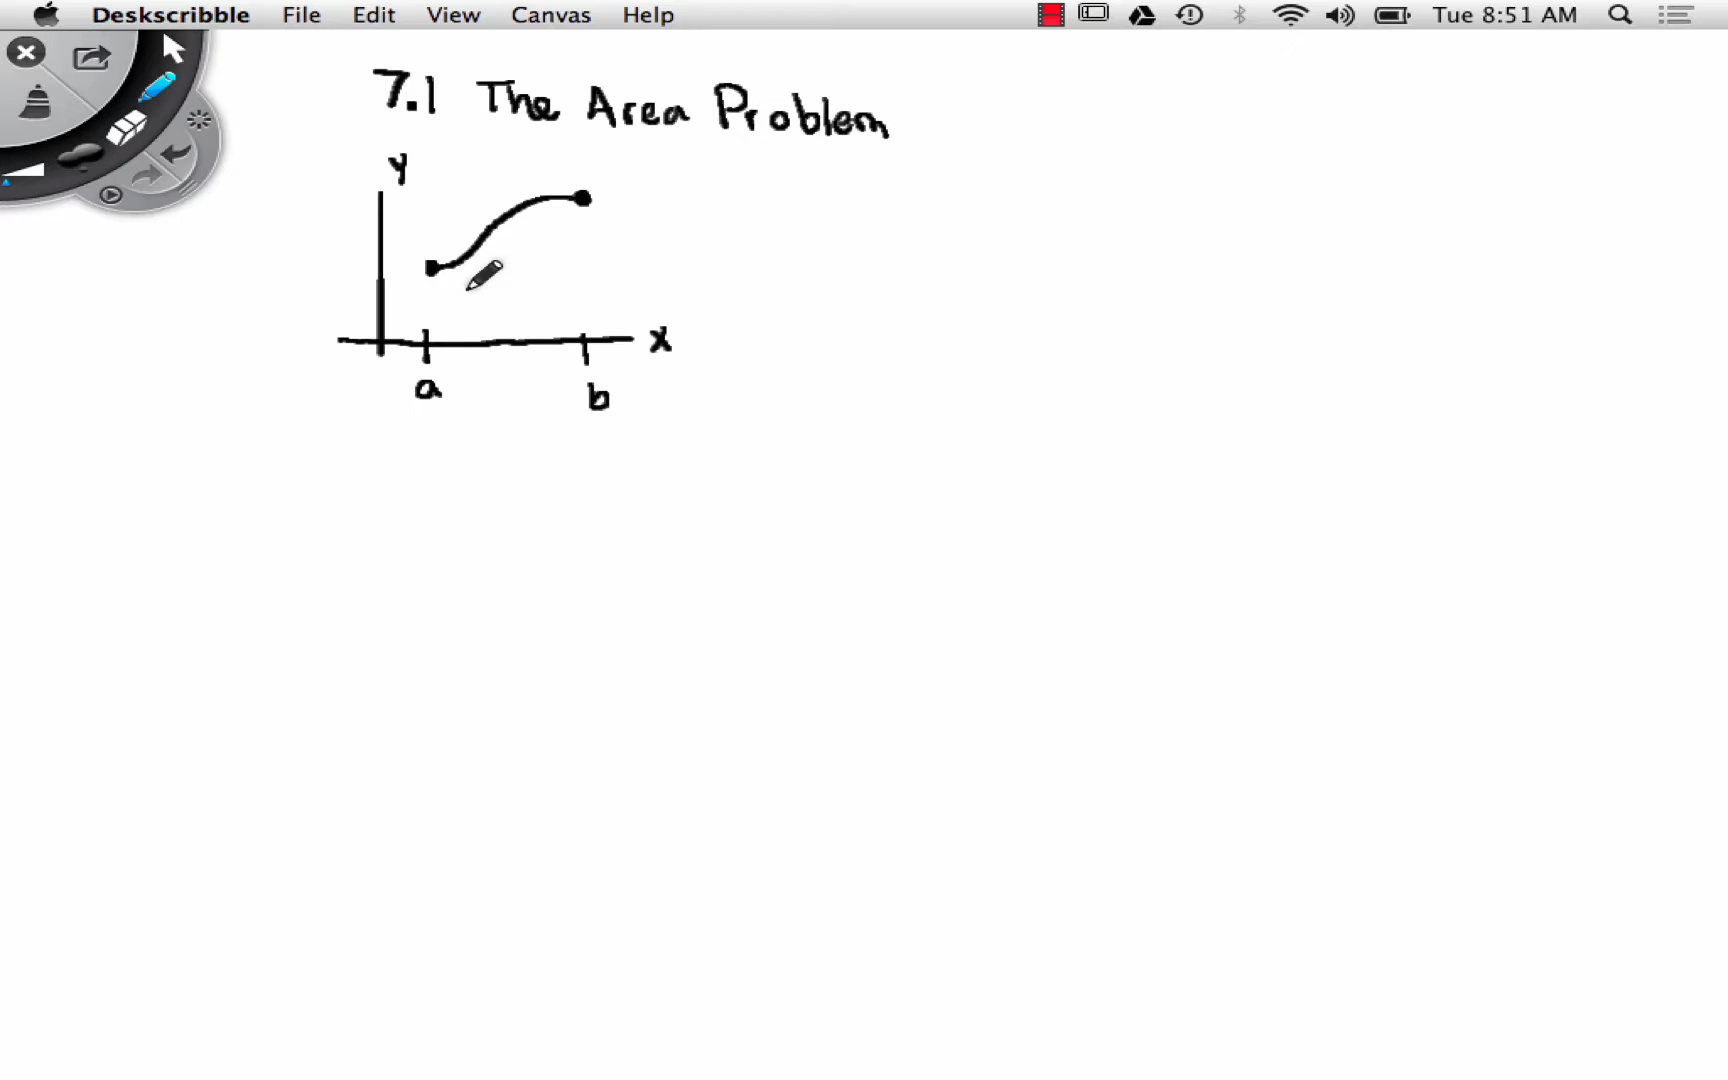 Deskscribble File Edit View Canvas Help Tue 8:51 AM
7.1 The Area Problem
y
x
a b